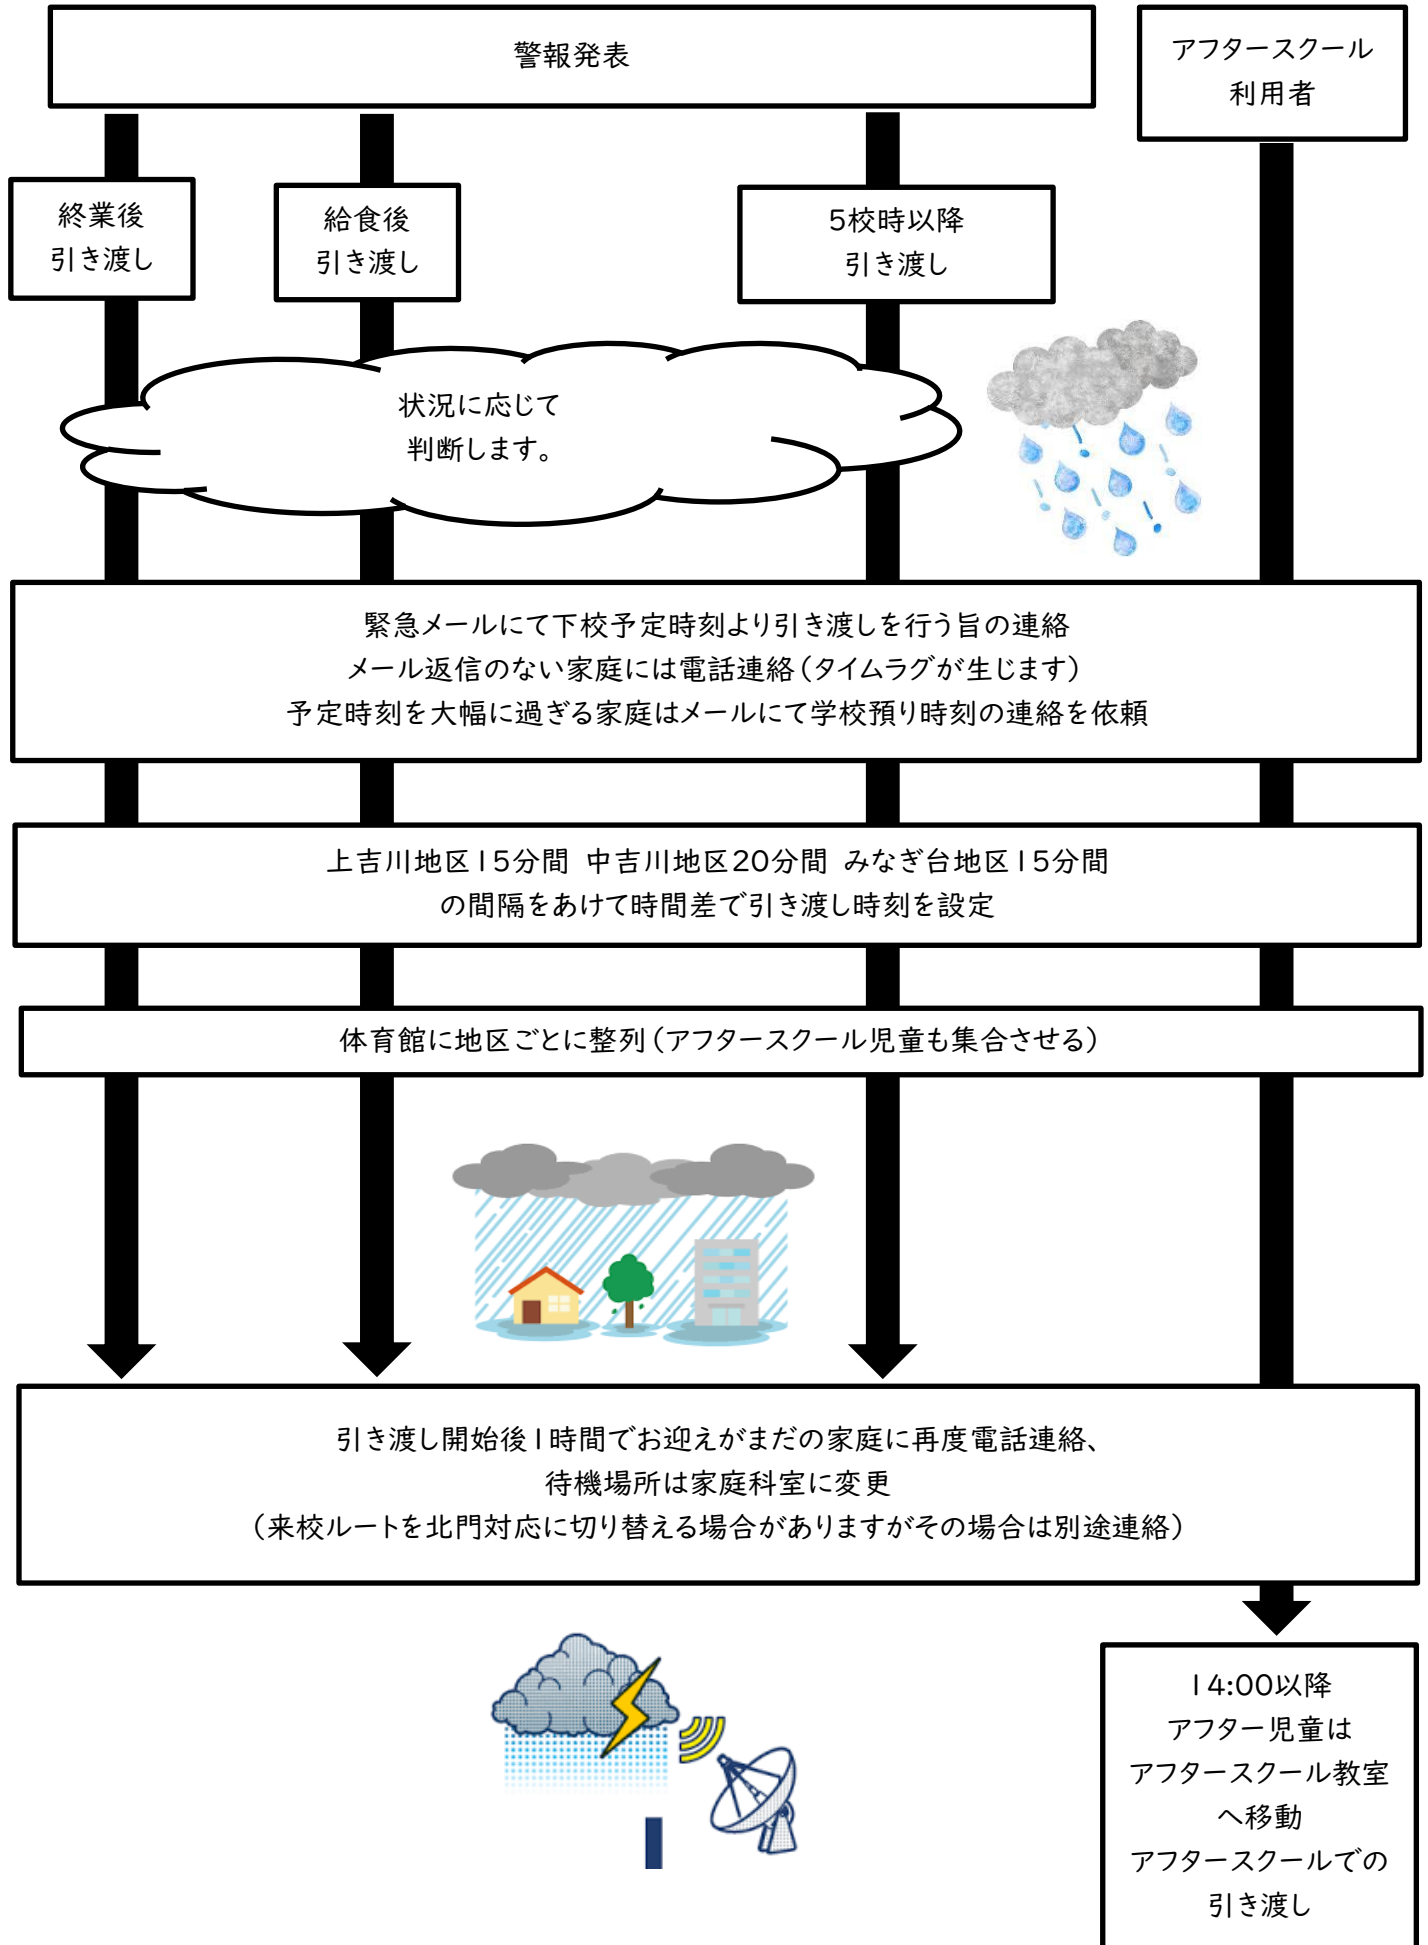 警報発表
アフタースクール
利用者
終業後
引き渡し
給食後
引き渡し
5校時以降
引き渡し
状況に応じて
判断します。
緊急メールにて下校予定時刻より引き渡しを行う旨の連絡
メール返信のない家庭には電話連絡(タイムラグが生じます)
予定時刻を大幅に過ぎる家庭はメールにて学校預り時刻の連絡を依頼
上吉川地区15分間 中吉川地区20分間 みなぎ台地区15分間
の間隔をあけて時間差で引き渡し時刻を設定
体育館に地区ごとに整列(アフタースクール児童も集合させる)
引き渡し開始後1時間でお迎えがまだの家庭に再度電話連絡、
待機場所は家庭科室に変更
(来校ルートを北門対応に切り替える場合がありますがその場合は別途連絡)
14:00以降
アフター児童は
アフタースクール教室
へ移動
アフタースクールでの
引き渡し